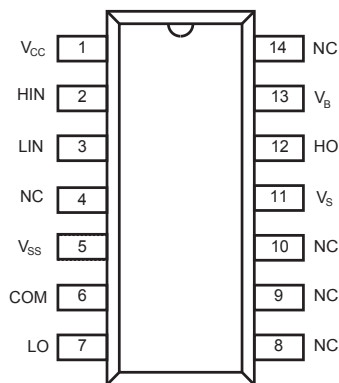 VCC 1 14 NC
HIN 2 13 VB
LIN 3 12 HO
NC 4 11 VS
VSS 5 10 NC
COM 6 9 NC
LO 7 8 NC